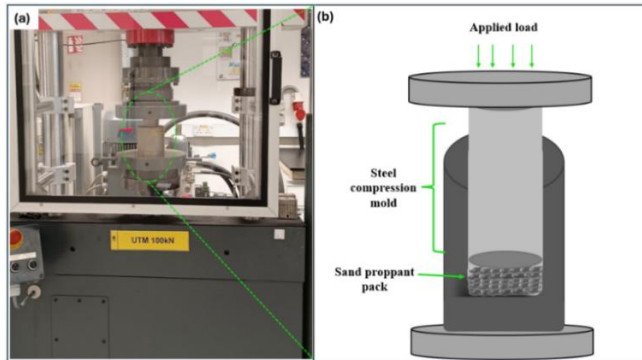 (a)
UTM 100kN
(b)
Applied load
Steel
compression
mold
Sand proppant
pack